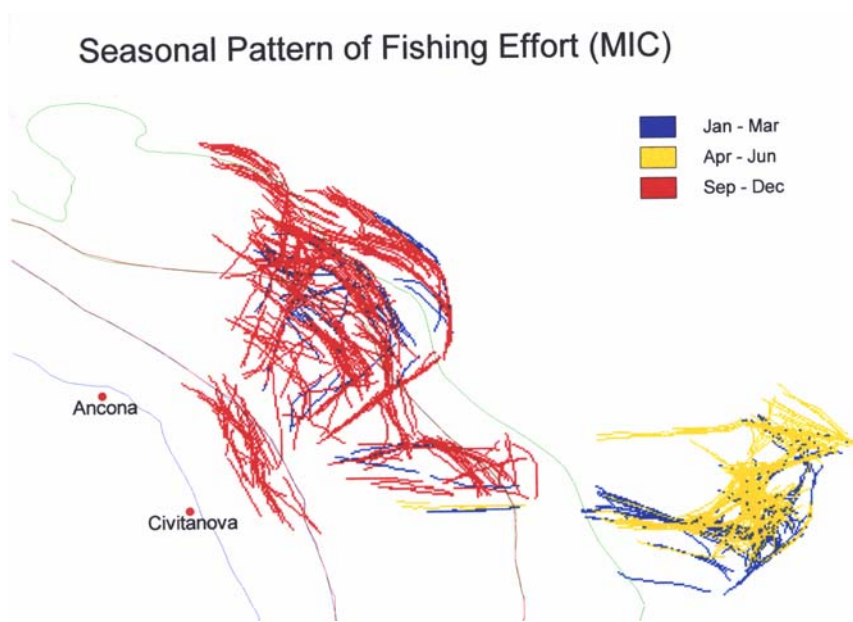 Seasonal Pattern of Fishing Effort (MIC)
Jan - Mar
Apr - Jun
Sep - Dec
Ancona
Civitanova